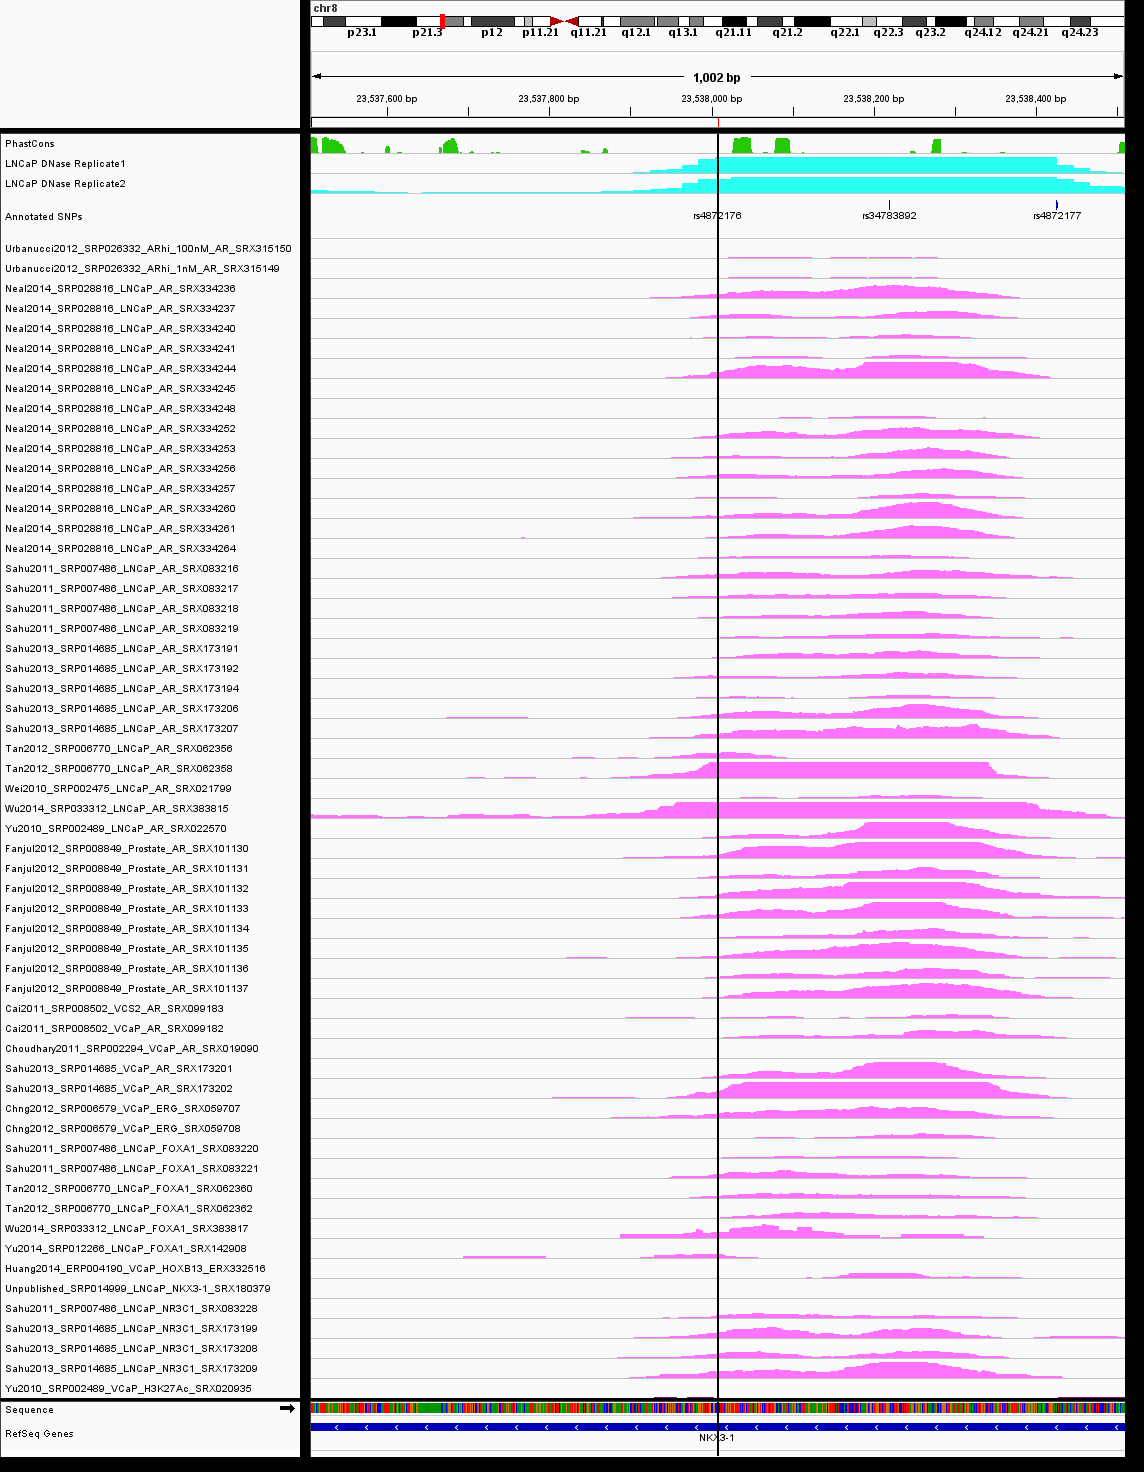 chr8
p23.1 p21.3 p12 p11.21 q11.21 q12.1 q13.1 q21.11 q21.2 q22.1 q22.3 q23.2 q24.12 q24.21 q24.23
1,002 bp
23,537,600 bp 23,537,800 bp 23,538,000 bp 23,538,200 bp 23,538,400 bp
PhastCons
LNCaP DNase Replicate1
LNCaP DNase Replicate2
Annotated SNPs rs4872176 rs34783892 rs4872177
Urbanucci2012_SRP026332_ARhi_100nM_AR_SRX315150
Urbanucci2012_SRP026332_ARhi_1nM_AR_SRX315149
Neal2014_SRP028816_LNCaP_AR_SRX334236
Neal2014_SRP028816_LNCaP_AR_SRX334237
Neal2014_SRP028816_LNCaP_AR_SRX334240
Neal2014_SRP028816_LNCaP_AR_SRX334241
Neal2014_SRP028816_LNCaP_AR_SRX334244
Neal2014_SRP028816_LNCaP_AR_SRX334245
Neal2014_SRP028816_LNCaP_AR_SRX334248
Neal2014_SRP028816_LNCaP_AR_SRX334252
Neal2014_SRP028816_LNCaP_AR_SRX334253
Neal2014_SRP028816_LNCaP_AR_SRX334256
Neal2014_SRP028816_LNCaP_AR_SRX334257
Neal2014_SRP028816_LNCaP_AR_SRX334260
Neal2014_SRP028816_LNCaP_AR_SRX334261
Neal2014_SRP028816_LNCaP_AR_SRX334264
Sahu2011_SRP007486_LNCaP_AR_SRX083216
Sahu2011_SRP007486_LNCaP_AR_SRX083217
Sahu2011_SRP007486_LNCaP_AR_SRX083218
Sahu2011_SRP007486_LNCaP_AR_SRX083219
Sahu2013_SRP014685_LNCaP_AR_SRX173191
Sahu2013_SRP014685_LNCaP_AR_SRX173192
Sahu2013_SRP014685_LNCaP_AR_SRX173194
Sahu2013_SRP014685_LNCaP_AR_SRX173206
Sahu2013_SRP014685_LNCaP_AR_SRX173207
Tan2012_SRP006770_LNCaP_AR_SRX062356
Tan2012_SRP006770_LNCaP_AR_SRX062358
Wei2010_SRP002475_LNCaP_AR_SRX021799
Wu2014_SRP033312_LNCaP_AR_SRX383815
Yu2010_SRP002489_LNCaP_AR_SRX022570
Fanjul2012_SRP008849_Prostate_AR_SRX101130
Fanjul2012_SRP008849_Prostate_AR_SRX101131
Fanjul2012_SRP008849_Prostate_AR_SRX101132
Fanjul2012_SRP008849_Prostate_AR_SRX101133
Fanjul2012_SRP008849_Prostate_AR_SRX101134
Fanjul2012_SRP008849_Prostate_AR_SRX101135
Fanjul2012_SRP008849_Prostate_AR_SRX101136
Fanjul2012_SRP008849_Prostate_AR_SRX101137
Cai2011_SRP008502_VCS2_AR_SRX099183
Cai2011_SRP008502_VCaP_AR_SRX099182
Choudhary2011_SRP002294_VCaP_AR_SRX019090
Sahu2013_SRP014685_VCaP_AR_SRX173201
Sahu2013_SRP014685_VCaP_AR_SRX173202
Chng2012_SRP006579_VCaP_ERG_SRX059707
Chng2012_SRP006579_VCaP_ERG_SRX059708
Sahu2011_SRP007486_LNCaP_FOXA1_SRX083220
Sahu2011_SRP007486_LNCaP_FOXA1_SRX083221
Tan2012_SRP006770_LNCaP_FOXA1_SRX062360
Tan2012_SRP006770_LNCaP_FOXA1_SRX062362
Wu2014_SRP033312_LNCaP_FOXA1_SRX383817
Yu2014_SRP012266_LNCaP_FOXA1_SRX142908
Huang2014_ERP004190_VCaP_HOXB13_ERX332516
Unpublished_SRP014999_LNCaP_NKX3-1_SRX180379
Sahu2011_SRP007486_LNCaP_NR3C1_SRX083228
Sahu2013_SRP014685_LNCaP_NR3C1_SRX173199
Sahu2013_SRP014685_LNCaP_NR3C1_SRX173208
Sahu2013_SRP014685_LNCaP_NR3C1_SRX173209
Yu2010_SRP002489_VCaP_H3K27Ac_SRX020935
Sequence
RefSeq Genes NKX3-1